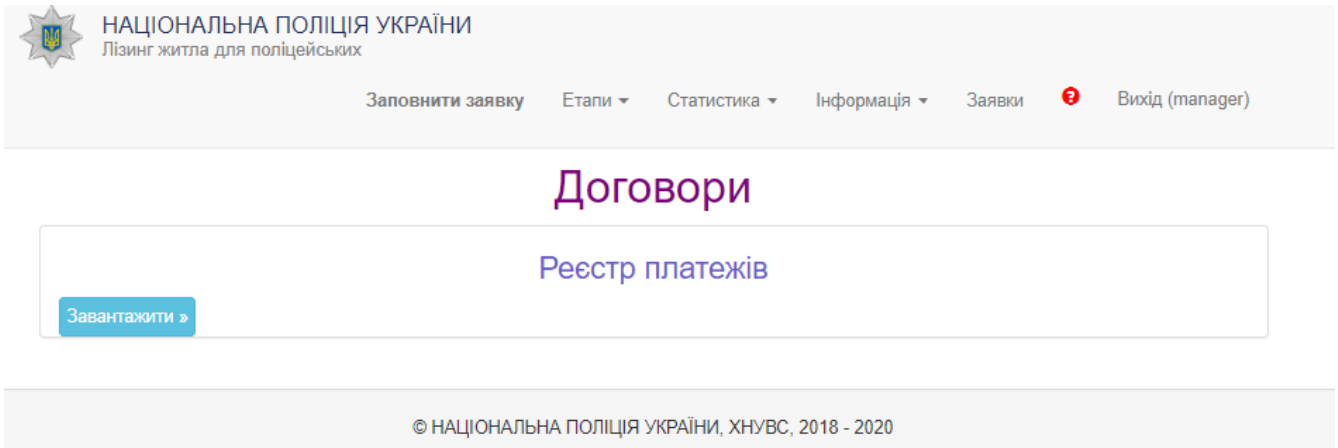 НАЦІОНАЛЬНА ПОЛІЦІЯ УКРАЇНИ
Лізинг житла для поліцейських
Заповнити заявку Етапи Статистика Інформація Заявки ? Вихід (manager)
Договори
Реєстр платежів
Завантажити »
© НАЦІОНАЛЬНА ПОЛІЦІЯ УКРАЇНИ, ХНУВС, 2018 - 2020